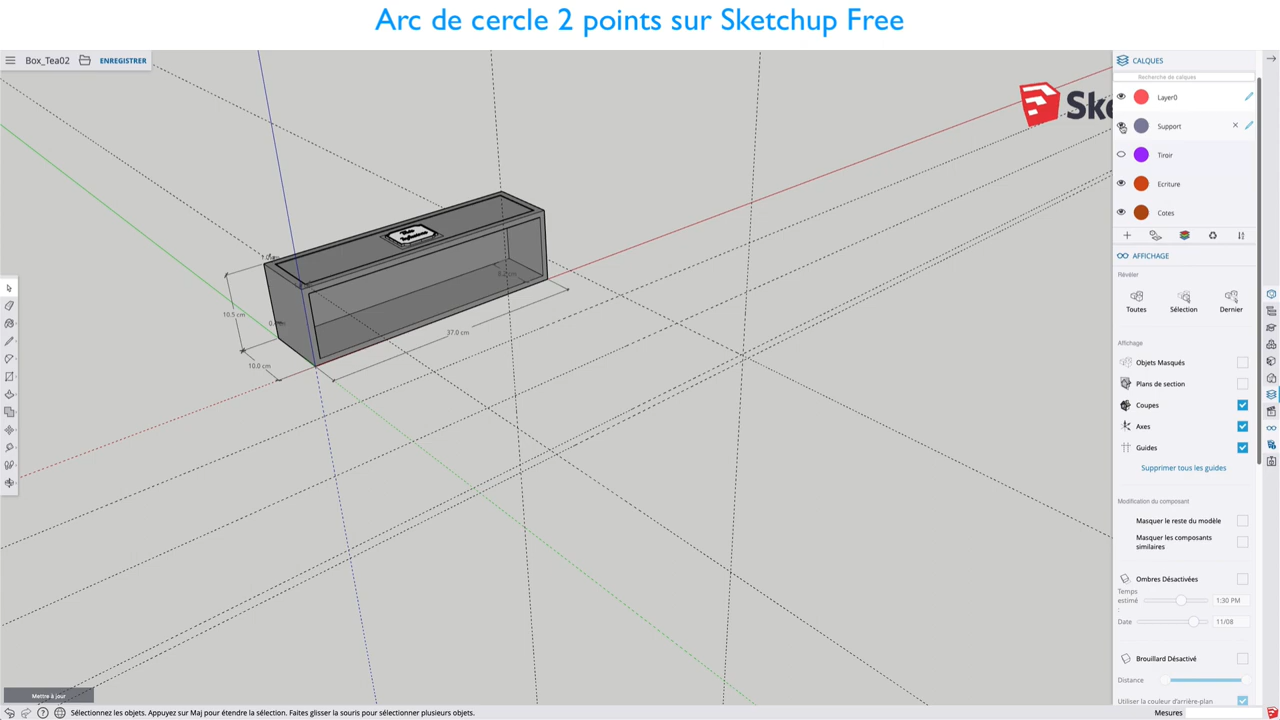 Arc de cercle 2 points sur Sketchup Free
Box_Tea02
ENREGISTRER
CALQUES
Recherche de calques
Layer0
Support
Tiroir
Ecriture
Cotes
AFFICHAGE
Révéler
Toutes
Sélection
Dernier
Affichage
Objets Masqués
Plans de section
Coupes
Axes
Guides
Supprimer tous les guides
Modification du composant
Masquer le reste du modèle
Masquer les composants
similaires
Ombres Désactivées
Temps
estimé
:
1:30 PM
Date
11/08
Brouillard Désactivé
Distance
Utiliser la couleur d'arrière-plan
Ske
10.5 cm
10.0 cm
37.0 cm
Mettre à jour
Sélectionnez les objets. Appuyez sur Maj pour étendre la sélection. Faites glisser la souris pour sélectionner plusieurs objets.
Mesures